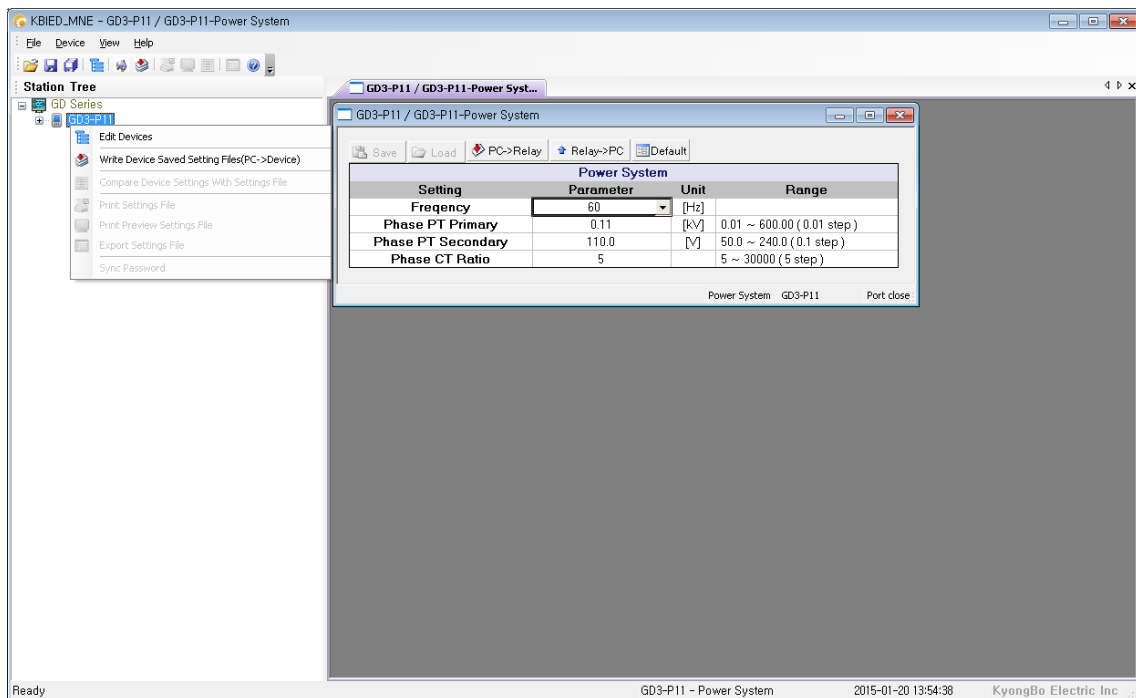 KBIED_MNE - GD3-P11 / GD3-P11-Power System
File Device View Help
Station Tree
GD Series
GD3-P11
Edit Devices
Write Device Saved Setting Files(PC->Device)
Compare Device Settings With Settings File
Print Settings File
Print Preview Settings File
Export Settings File
Sync Password
GD3-P11 / GD3-P11-Power Syst...
GD3-P11 / GD3-P11-Power System
Save Load PC->Relay Relay->PC Default
Power System
Setting Parameter Unit Range
Freqency 60 [Hz]
Phase PT Primary 0.11 [kV] 0.01 ~ 600.00 ( 0.01 step )
Phase PT Secondary 110.0 [V] 50.0 ~ 240.0 ( 0.1 step )
Phase CT Ratio 5 5 ~ 30000 ( 5 step )
Power System GD3-P11 Port close
Ready GD3-P11 - Power System 2015-01-20 13:54:38 KyongBo Electric Inc